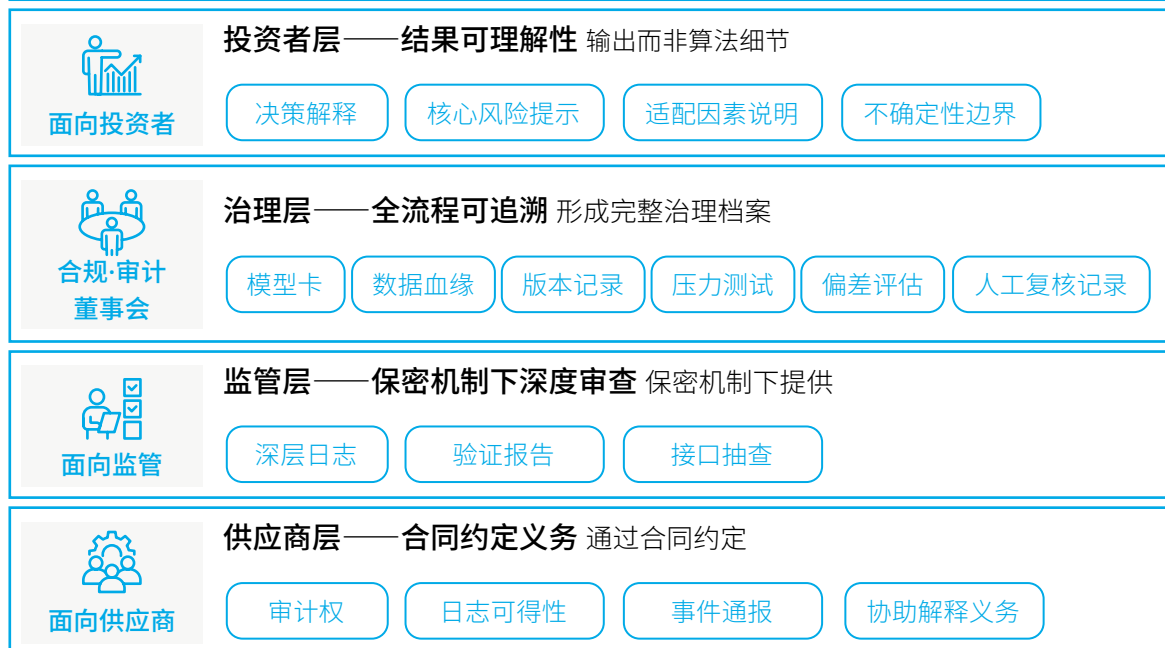 投资者层——结果可理解性 输出而非算法细节
面向投资者
决策解释 核心风险提示 适配因素说明 不确定性边界
治理层——全流程可追溯 形成完整治理档案
合规·审计
董事会
模型卡 数据血缘 版本记录 压力测试 偏差评估 人工复核记录
监管层——保密机制下深度审查 保密机制下提供
面向监管
深层日志 验证报告 接口抽查
供应商层——合同约定义务 通过合同约定
面向供应商
审计权 日志可得性 事件通报 协助解释义务